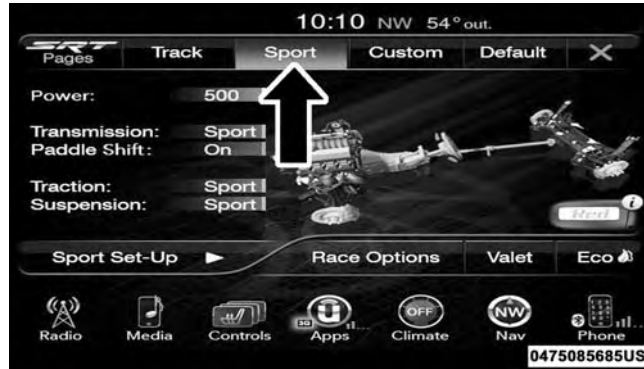 10:10 NW 54° out.
SRT Pages Track Sport Custom Default X
Power: 500
Transmission: Sport
Paddle Shift: On
Traction: Sport
Suspension: Sport
Red i
Sport Set-Up ► Race Options Valet Eco
3G OFF NW
Radio Media Controls Apps Climate Nav Phone
0475085685US